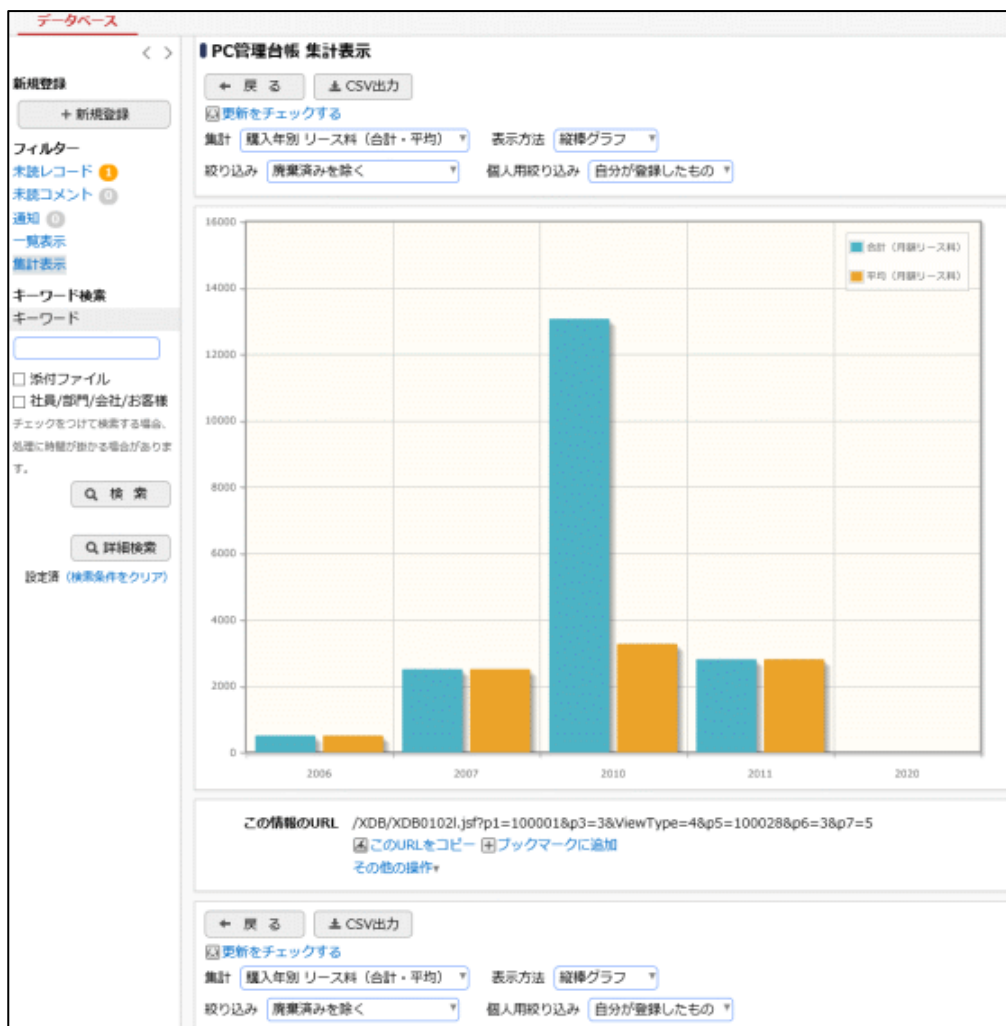 データベース
PC管理台帳 集計表示
新規登録
戻 る
CSV出力
+ 新規登録
更新をチェックする
集計 購入年別 リース料(合計・平均) 表示方法 縦棒グラフ
絞り込み 廃棄済みを除く 個人用絞り込み 自分が登録したもの
フィルター
未読レコード 1
未読コメント 0
通知 0
一覧表示
集計表示
キーワード検索
キーワード
添付ファイル
社員/部門/会社/お客様
チェックをつけて検索する場合、
処理に時間が掛かる場合がありま
す。
検 索
詳細検索
設定済(検索条件をクリア)
合計(月額リース料)
平均(月額リース料)
16000
14000
12000
10000
8000
6000
4000
2000
0
2006 2007 2010 2011 2020
この情報のURL /XDB/XDB0102l.jsf?p1=100001&p3=3&ViewType=4&p5=100028&p6=3&p7=5
このURLをコピー ブックマークに追加
その他の操作
戻 る
CSV出力
更新をチェックする
集計 購入年別 リース料(合計・平均) 表示方法 縦棒グラフ
絞り込み 廃棄済みを除く 個人用絞り込み 自分が登録したもの